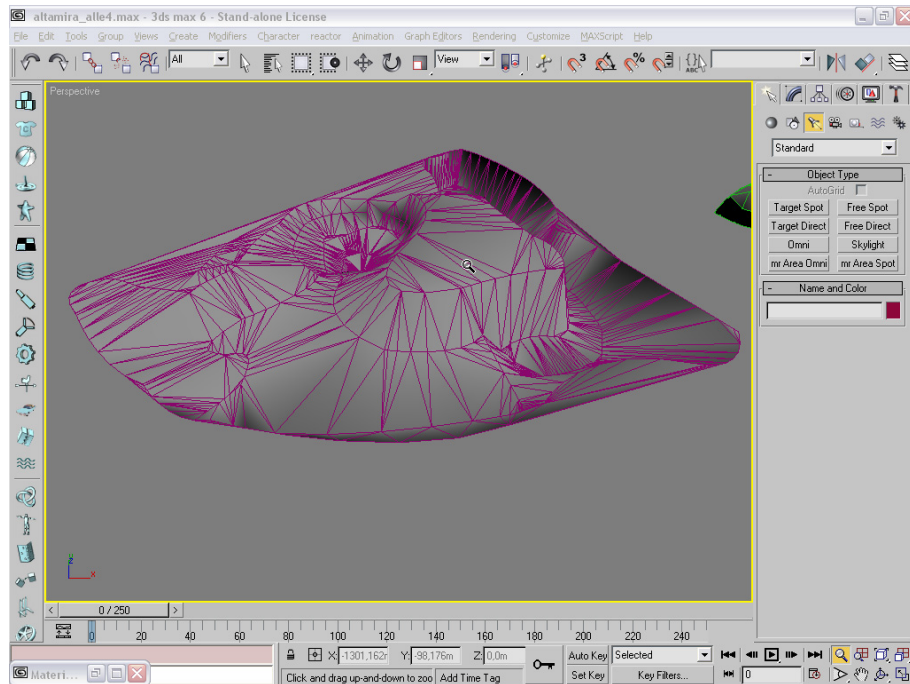 altamira_alle4.max - 3ds max 6 - Stand-alone License
File Edit Tools Group Views Create Modifiers Character reactor Animation Graph Editors Rendering Customize MAXScript Help
All
View
ABC
Perspective
Standard
- Object Type
AutoGrid
Target Spot Free Spot
Target Direct Free Direct
Omni Skylight
mr Area Omni mr Area Spot
- Name and Color
z
x
0 / 250
0 20 40 60 80 100 120 140 160 180 200 220 240
X: -1301,162r Y: -98,176m Z: 0,0m
Auto Key Selected
Materi...
Click and drag up-and-down to zoo Add Time Tag
Set Key Key Filters...
0